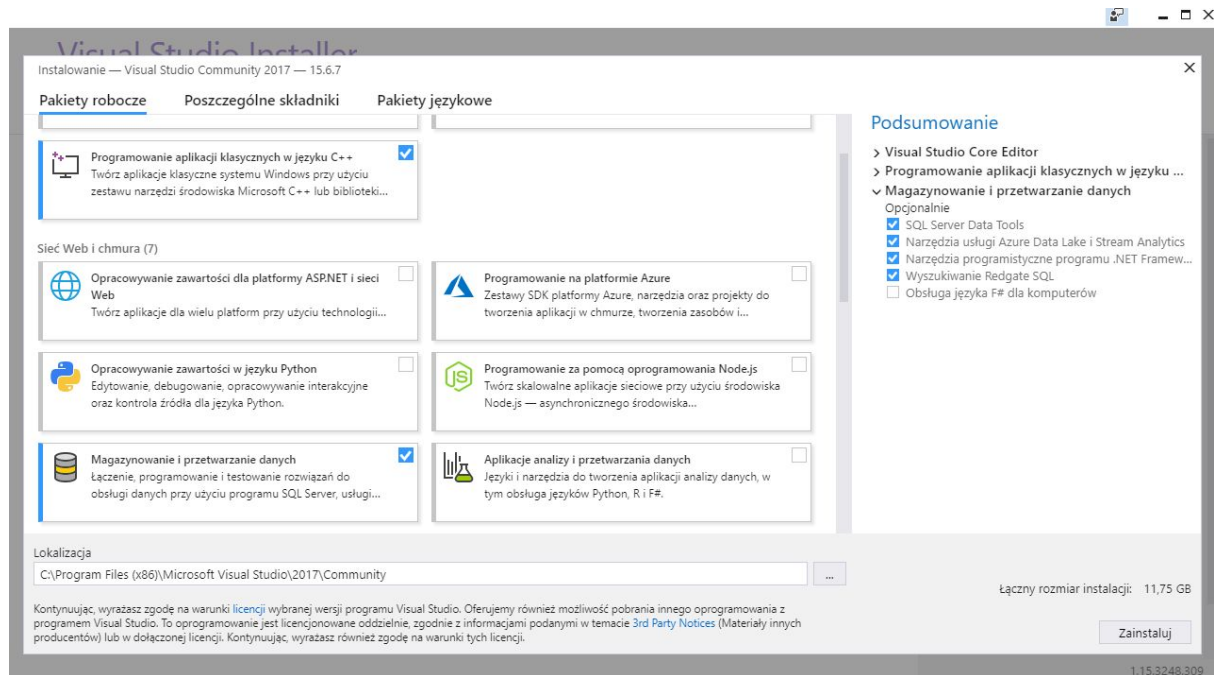 Visual Studio Installer
Instalowanie — Visual Studio Community 2017 — 15.6.7
Pakiety robocze
Poszczególne składniki
Pakiety językowe
Programowanie aplikacji klasycznych w języku C++
Twórz aplikacje klasyczne systemu Windows przy użyciu
zestawu narzędzi środowiska Microsoft C++ lub biblioteki...
Sieć Web i chmura (7)
Opracowywanie zawartości dla platformy ASP.NET i sieci
Web
Twórz aplikacje dla wielu platform przy użyciu technologii...
Programowanie na platformie Azure
Zestawy SDK platformy Azure, narzędzia oraz projekty do
tworzenia aplikacji w chmurze, tworzenia zasobów i...
Opracowywanie zawartości w języku Python
Edytowanie, debugowanie, opracowywanie interakcyjne
oraz kontrola źródła dla języka Python.
Programowanie za pomocą oprogramowania Node.js
Twórz skalowalne aplikacje sieciowe przy użyciu środowiska
Node.js — asynchronicznego środowiska...
Magazynowanie i przetwarzanie danych
Łączenie, programowanie i testowanie rozwiązań do
obsługi danych przy użyciu programu SQL Server, usługi...
Aplikacje analizy i przetwarzania danych
Języki i narzędzia do tworzenia aplikacji analizy danych, w
tym obsługa języków Python, R i F#.
Podsumowanie
Visual Studio Core Editor
Programowanie aplikacji klasycznych w języku ...
Magazynowanie i przetwarzanie danych
Opcjonalnie
SQL Server Data Tools
Narzędzia usługi Azure Data Lake i Stream Analytics
Narzędzia programistyczne programu .NET Framew...
Wyszukiwanie Redgate SQL
Obsługa języka F# dla komputerów
Lokalizacja
C:\Program Files (x86)\Microsoft Visual Studio\2017\Community
...
Łączny rozmiar instalacji: 11,75 GB
Kontynuując, wyrażasz zgodę na warunki licencji wybranej wersji programu Visual Studio. Oferujemy również możliwość pobrania innego oprogramowania z
programem Visual Studio. To oprogramowanie jest licencjonowane oddzielnie, zgodnie z informacjami podanymi w temacie 3rd Party Notices (Materiały innych
producentów) lub w dołączonej licencji. Kontynuując, wyrażasz również zgodę na warunki tych licencji.
Zainstaluj
1.15.3248.309